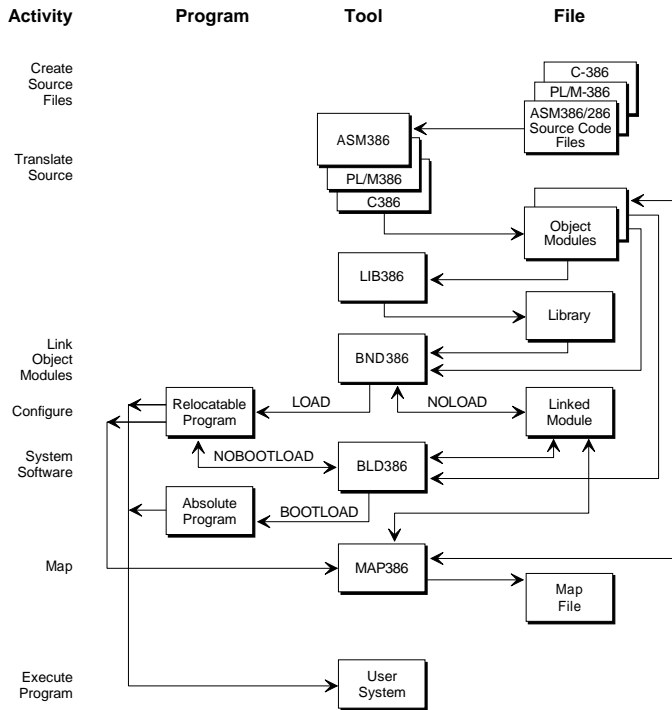 Activity Program Tool File
Create
Source
Files
C-386
PL/M-386
ASM386/286
Source Code
Files
ASM386
PL/M386
C386
Translate
Source
Object
Modules
LIB386
Library
Link
Object
Modules
BND386
Configure
Relocatable
Program
LOAD
NOLOAD
Linked
Module
System
Software
NOBOOTLOAD
BLD386
Absolute
Program
BOOTLOAD
Map
MAP386
Map
File
Execute
Program
User
System